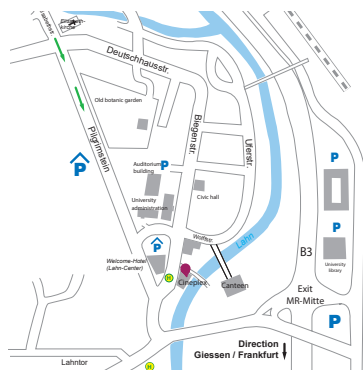 Deutschhausstr.
Old botanic garden
Pilgrimstein
Biegenstr.
Uferstr.
P
Auditorium
building
P
P
University
administration
Civic hall
P
Wolfstr.
Lahn
P
Welcome-Hotel
(Lahn-Center)
H
Cineplex
Canteen
B3
University
library
Exit
MR-Mitte
P
Direction
Giessen / Frankfurt
Lahntor
H